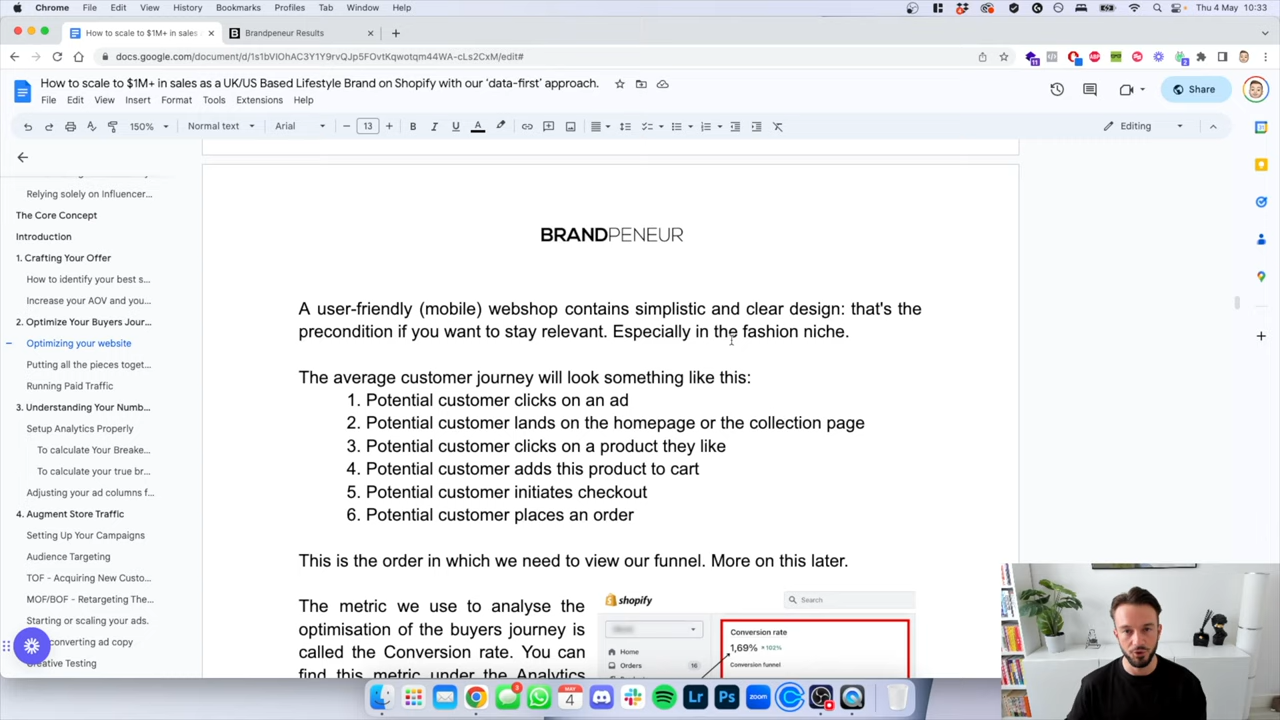 Chrome File Edit View History Bookmarks Profiles Tab Window Help Thu 4 May 10:33
How to scale to $1M+ in sales Brandpeneur Results
docs.google.com/document/d/1s1bVIOhAC3Y1Y9rvQJp5FOvtKqwotqm44WA-cLs2CxM/edit#
How to scale to $1M+ in sales as a UK/US Based Lifestyle Brand on Shopify with our 'data-first' approach.
Share
File Edit View Insert Format Tools Extensions Help
150% Normal text Arial 13 B I U A Editing
Relying solely on Influencer...
The Core Concept
Introduction
1. Crafting Your Offer
How to identify your best s...
Increase your AOV and you...
2. Optimize Your Buyers Jour...
Optimizing your website
Putting all the pieces toget...
Running Paid Traffic
3. Understanding Your Numb...
Setup Analytics Properly
To calculate Your Breake...
To calculate your true br...
Adjusting your ad columns f...
4. Augment Store Traffic
Setting Up Your Campaigns
Audience Targeting
TOF - Acquiring New Custo...
MOF/BOF - Retargeting The...
Starting or scaling your ads.
converting ad copy
Creative Testing
BRANDPENEUR
A user-friendly (mobile) webshop contains simplistic and clear design: that's the
precondition if you want to stay relevant. Especially in the fashion niche.
The average customer journey will look something like this:
1. Potential customer clicks on an ad
2. Potential customer lands on the homepage or the collection page
3. Potential customer clicks on a product they like
4. Potential customer adds this product to cart
5. Potential customer initiates checkout
6. Potential customer places an order
This is the order in which we need to view our funnel. More on this later.
The metric we use to analyse the
optimisation of the buyers journey is
called the Conversion rate. You can
find this metric under the Analytics
shopify
Search
Home
Orders 16
Conversion rate
1,69% 102%
Conversion funnel
MAY
4
Lr Ps zoom